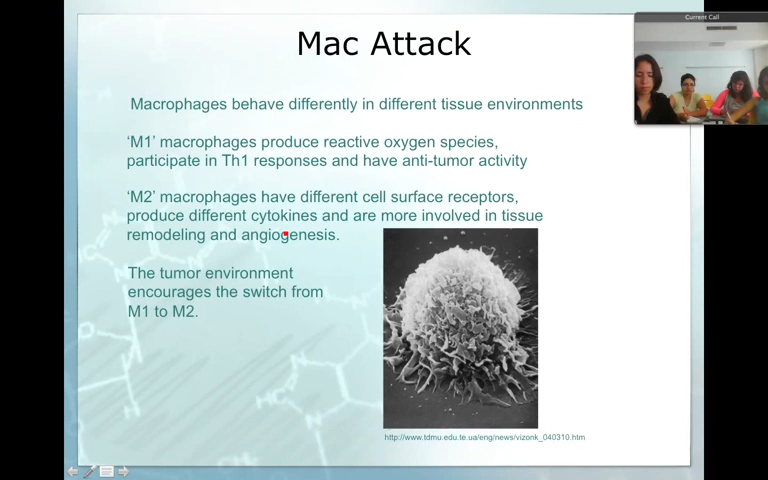 Mac Attack
Current Call
Macrophages behave differently in different tissue environments
‘M1’ macrophages produce reactive oxygen species,
participate in Th1 responses and have anti-tumor activity
‘M2’ macrophages have different cell surface receptors,
produce different cytokines and are more involved in tissue
remodeling and angiogenesis.
The tumor environment
encourages the switch from
M1 to M2.
http://www.tdmu.edu.te.ua/eng/news/vizonk_040310.htm